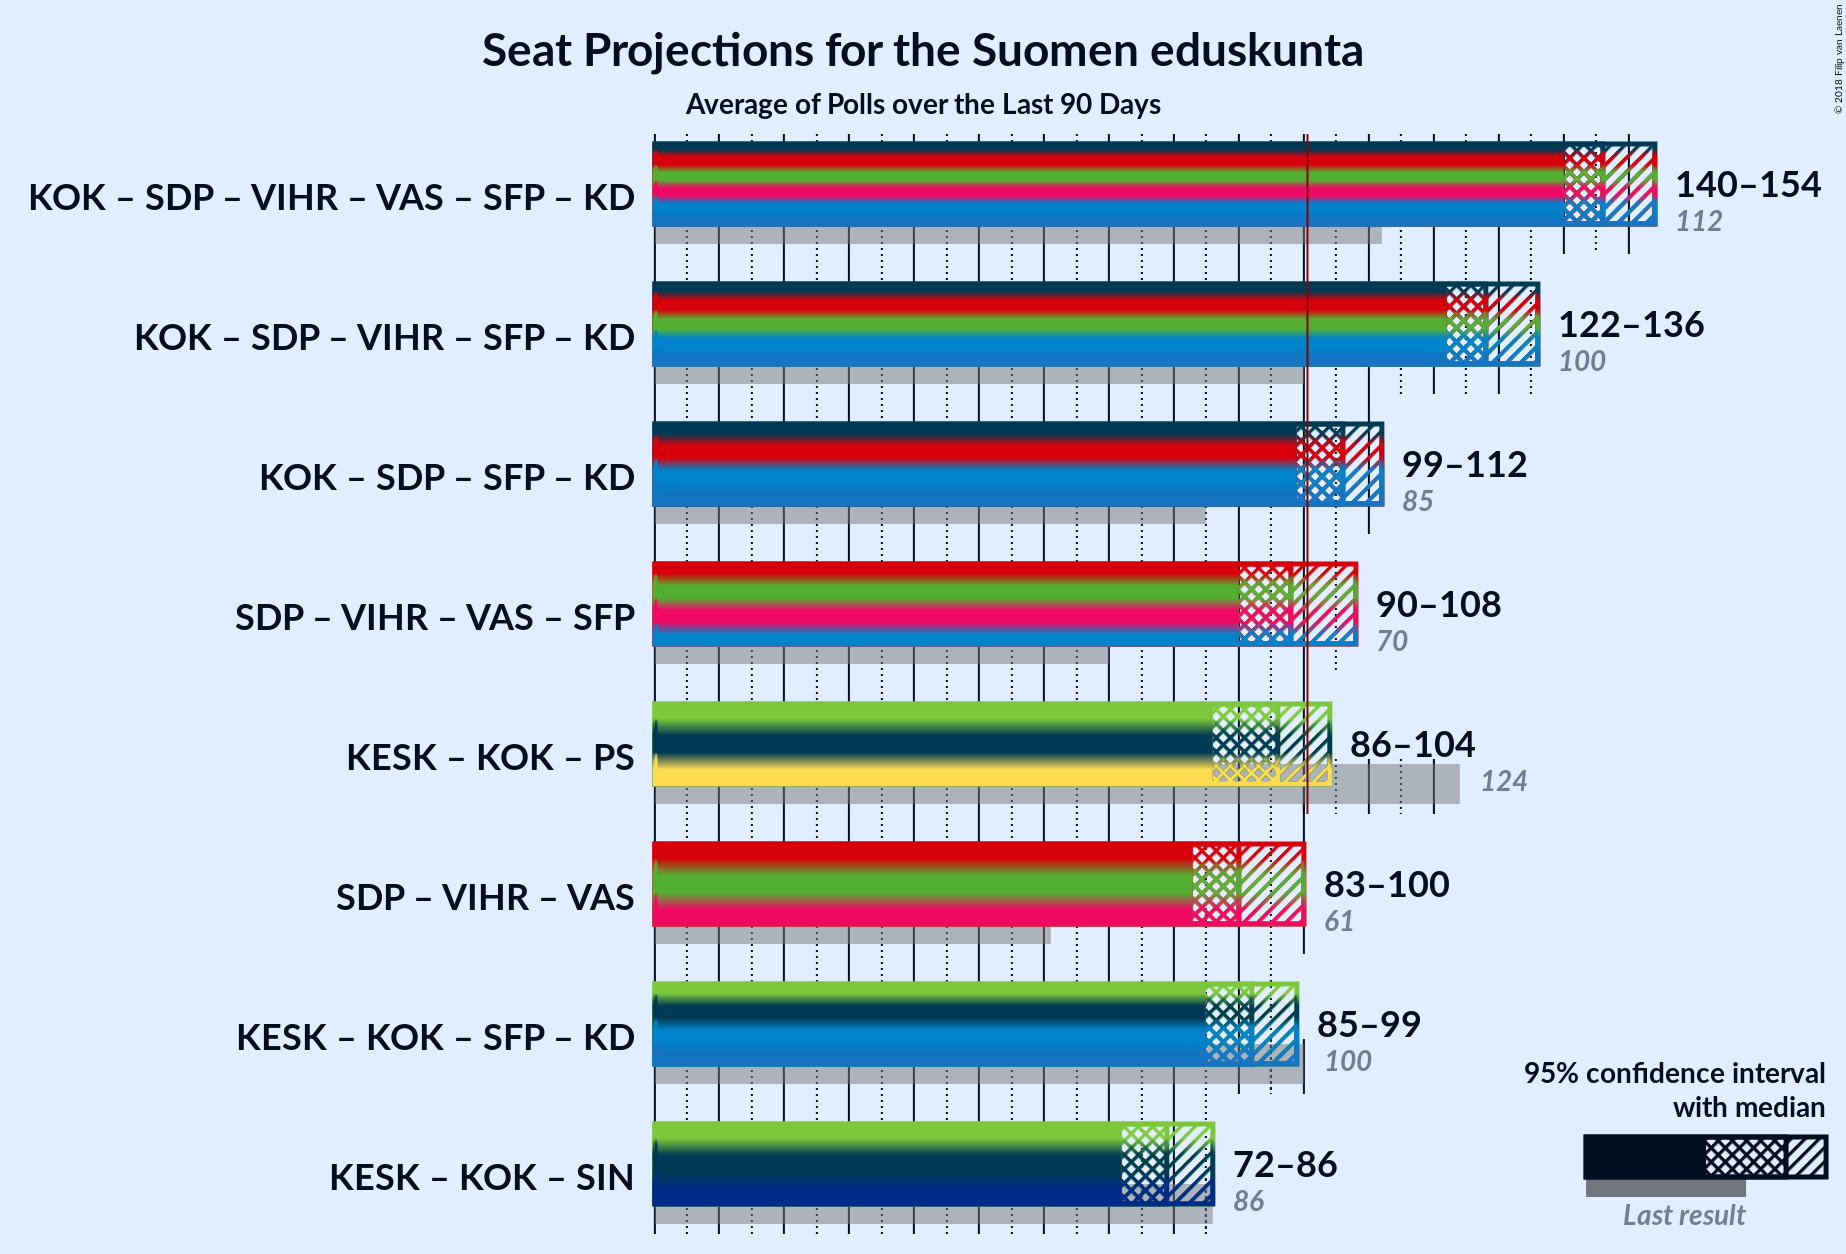 Seat Projections for the Suomen eduskunta
Average of Polls over the Last 90 Days
© 2018 Filip van Laenen
KOK – SDP – VIHR – VAS – SFP – KD
140–154
112
KOK – SDP – VIHR – SFP – KD
122–136
100
KOK – SDP – SFP – KD
99–112
85
SDP – VIHR – VAS – SFP
90–108
70
KESK – KOK – PS
86–104
124
SDP – VIHR – VAS
83–100
61
KESK – KOK – SFP – KD
85–99
100
KESK – KOK – SIN
72–86
86
95% confidence interval
with median
Last result